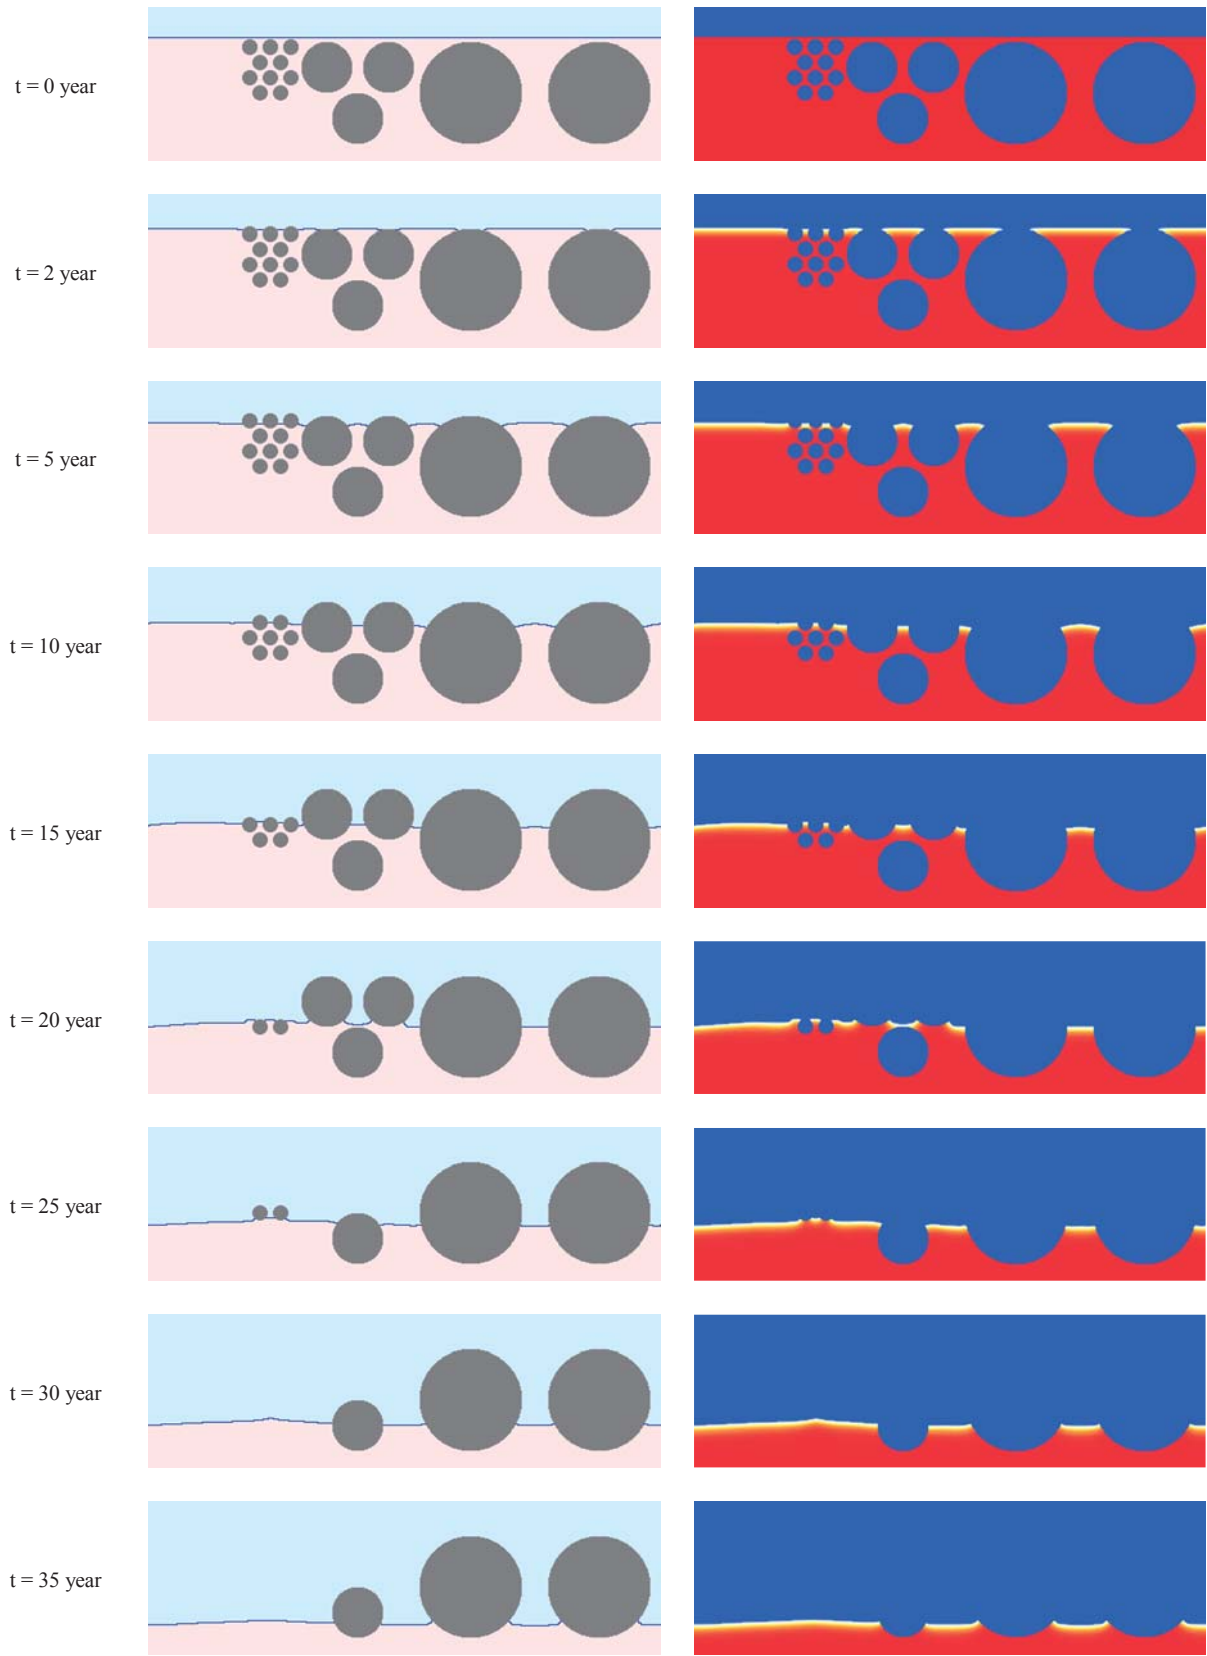 t = 0 year
t = 2 year
t = 5 year
t = 10 year
t = 15 year
t = 20 year
t = 25 year
t = 30 year
t = 35 year